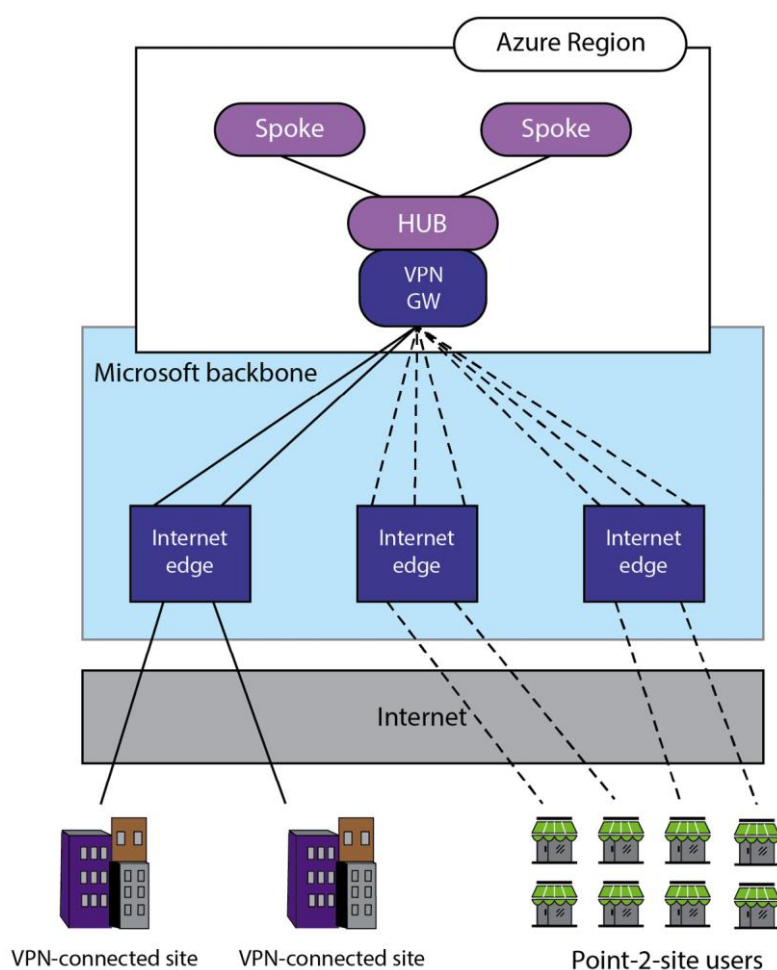 Azure Region
Spoke
Spoke
HUB
VPN
GW
Microsoft backbone
Internet
edge
Internet
edge
Internet
edge
Internet
VPN-connected site
VPN-connected site
Point-2-site users